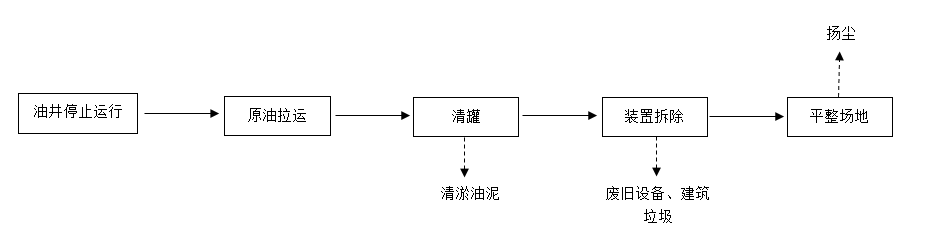 扬尘
油井停止运行
原油拉运
清罐
装置拆除
平整场地
清淤油泥
废旧设备、建筑
垃圾